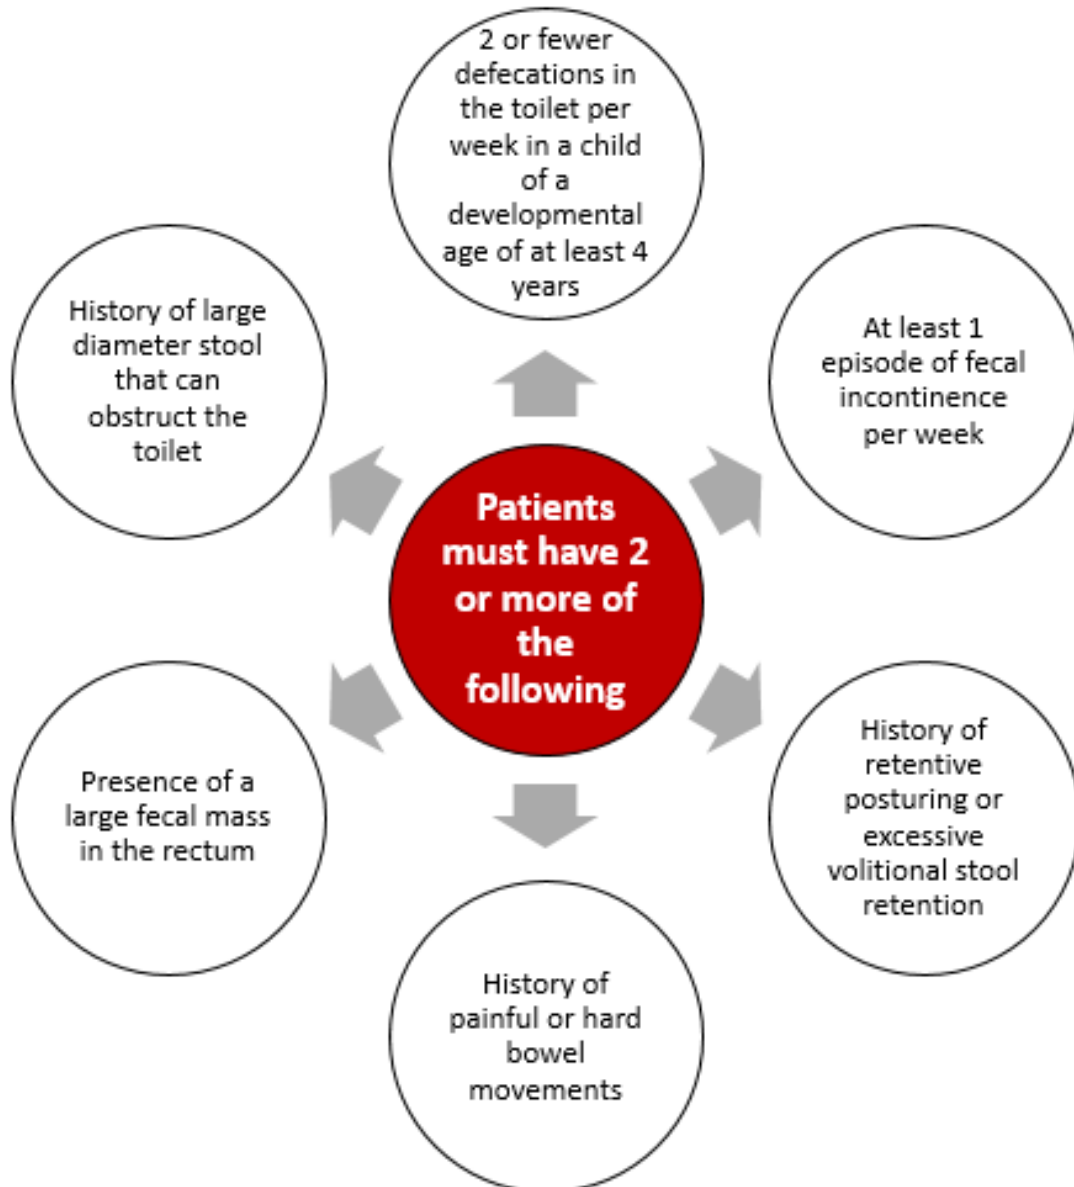 2 or fewer
defecations in
the toilet per
week in a child
of a
developmental
age of at least 4
years
History of large
diameter stool
that can
obstruct the
toilet
At least 1
episode of fecal
incontinence
per week
Patients
must have 2
or more of
the
following
Presence of a
large fecal mass
in the rectum
History of
retentive
posturing or
excessive
volitional stool
retention
History of
painful or hard
bowel
movements